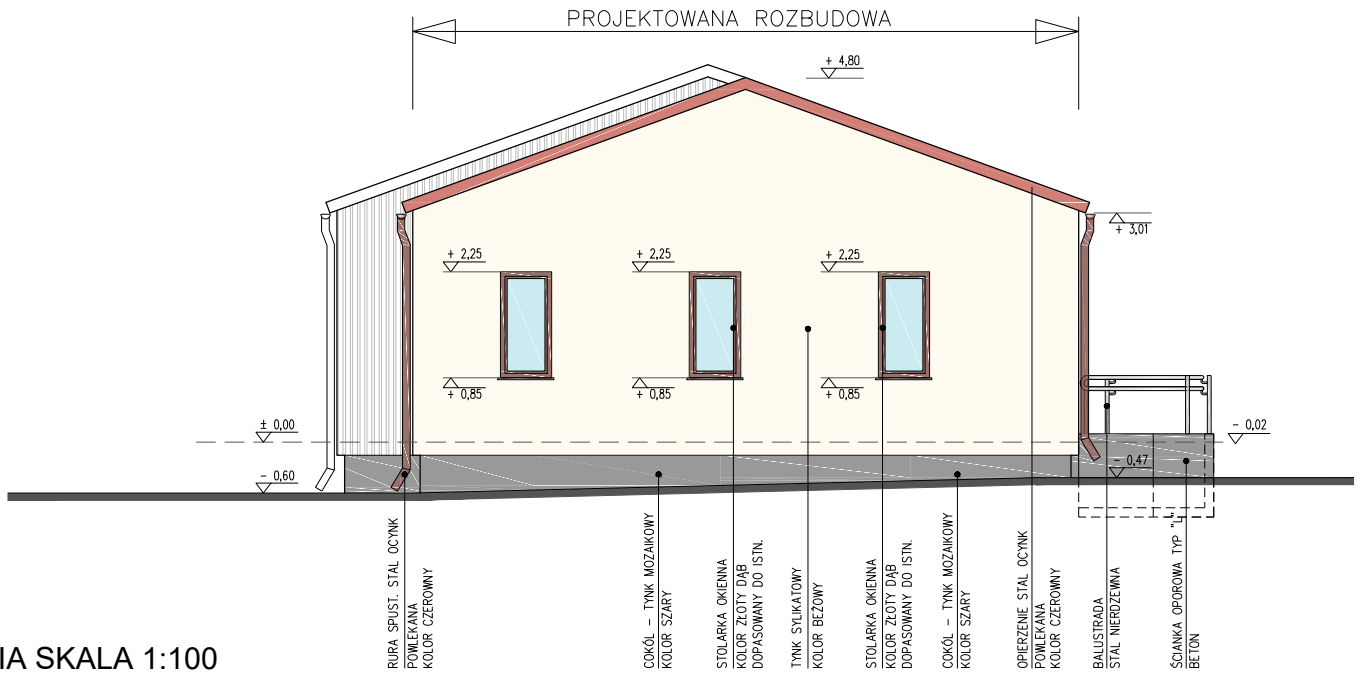 PROJEKTOWANA ROZBUDOWA
+ 4,80
+ 3,01
+ 2,25
+ 2,25
+ 2,25
+ 0,85
+ 0,85
+ 0,85
± 0,00
- 0,02
- 0,47
- 0,60
RURA SPUST. STAL OCYNK
POWLEKANA
KOLOR CZEROWNY
COKÓL - TYNK MOZAIKOWY
KOLOR SZARY
STOLARKA OKIENNA
KOLOR ZŁOTY DĄB
DOPASOWANY DO ISTN.
TYNK SYLIKATOWY
KOLOR BEŻOWY
STOLARKA OKIENNA
KOLOR ZŁOTY DĄB
DOPASOWANY DO ISTN.
COKÓL - TYNK MOZAIKOWY
KOLOR SZARY
OPIERZENIE STAL OCYNK
POWLEKANA
KOLOR CZEROWNY
BALUSTRADA
STAL NIERDZEWNA
ŚCIANKA OPOROWA TYP "L"
BETON
IA SKALA 1:100